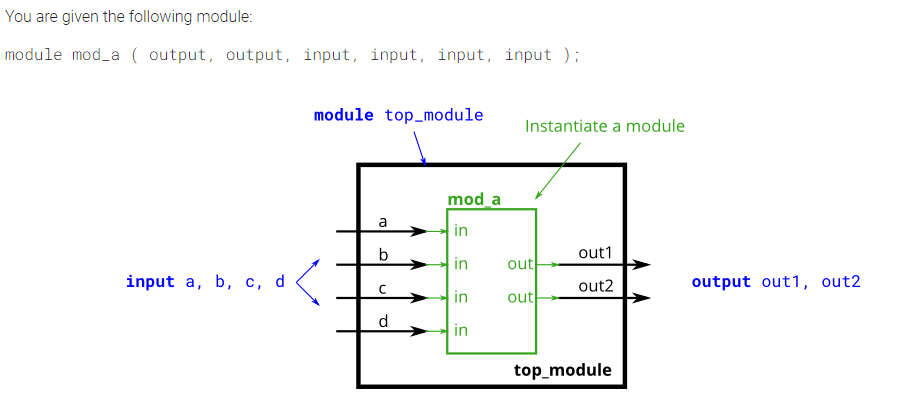 You are given the following module:
module mod_a ( output, output, input, input, input, input );
module top_module
Instantiate a module
mod_a
a
in
b
in
out
out1
input a, b, c, d
output out1, out2
c
in
out
out2
d
in
top_module